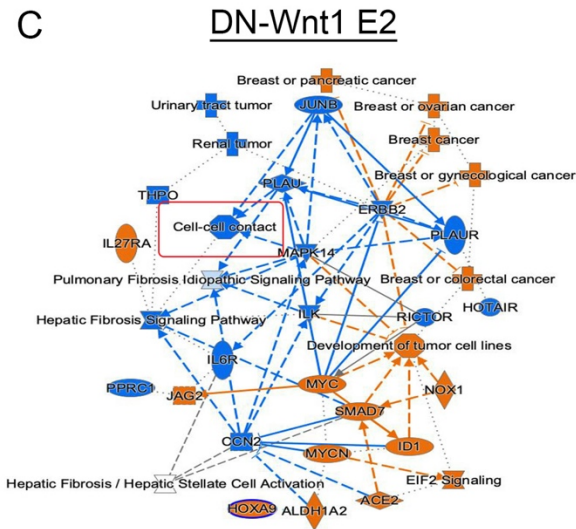 C
DN-Wnt1 E2
Breast or pancreatic cancer
Urinary tract tumor
JUNB
Breast or ovarian cancer
Renal tumor
Breast cancer
Breast or gynecological cancer
PLAU
THPO
ERBB2
Cell-cell contact
PLAUR
IL27RA
MAPK14
Pulmonary Fibrosis Idiopathic Signaling Pathway
Breast or colorectal cancer
HOTAIR
Hepatic Fibrosis Signaling Pathway
ILK
RICTOR
Development of tumor cell lines
IL6R
PPRC1
JAG2
MYC
NOX1
SMAD7
CCN2
MYCN
ID1
Hepatic Fibrosis / Hepatic Stellate Cell Activation
EIF2 Signaling
HOXA9
ALDH1A2
ACE2